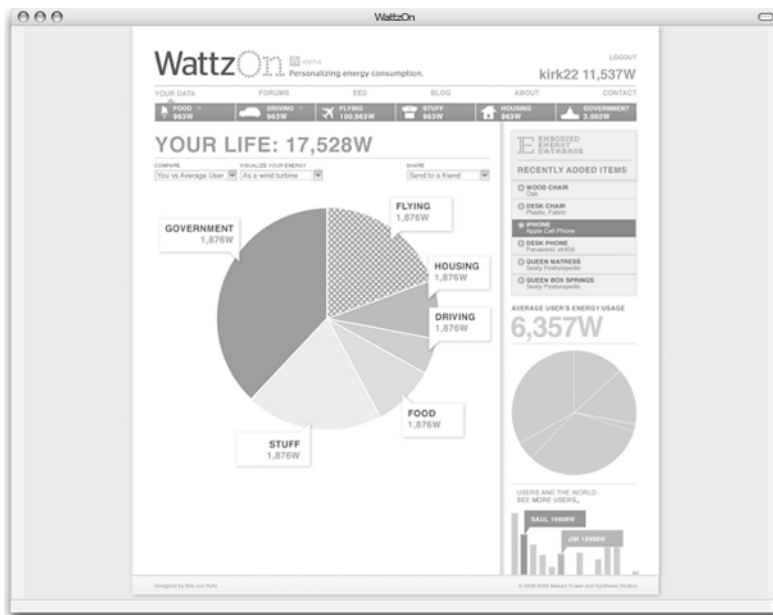 WattzOn
WattzOn
alpha
Personalizing energy consumption.
LOGOUT
kirk22 11,537W
YOUR DATA
FORUMS
EED
BLOG
ABOUT
CONTACT
FOOD
963W
DRIVING
963W
FLYING
100,963W
STUFF
963W
HOUSING
963W
GOVERNMENT
3,003W
YOUR LIFE: 17,528W
COMPARE
You vs Average User
VISUALIZE YOUR ENERGY
As a wind turbine
SHARE
Send to a friend
FLYING
1,876W
GOVERNMENT
1,876W
HOUSING
1,876W
DRIVING
1,876W
FOOD
1,876W
STUFF
1,876W
E EMBODIED
ENERGY
DATABASE
RECENTLY ADDED ITEMS
WOOD CHAIR
Oak
DESK CHAIR
Plastic, Fabric
IPHONE
Apple Cell Phone
DESK PHONE
Panasonic
QUEEN MATRESS
Sealy Posturepedic
QUEEN BOX SPRINGS
Sealy Posturepedic
AVERAGE USER'S ENERGY USAGE
6,357W
USERS AND THE WORLD.
SEE MORE USERS
SAUL
JIM
Designed by